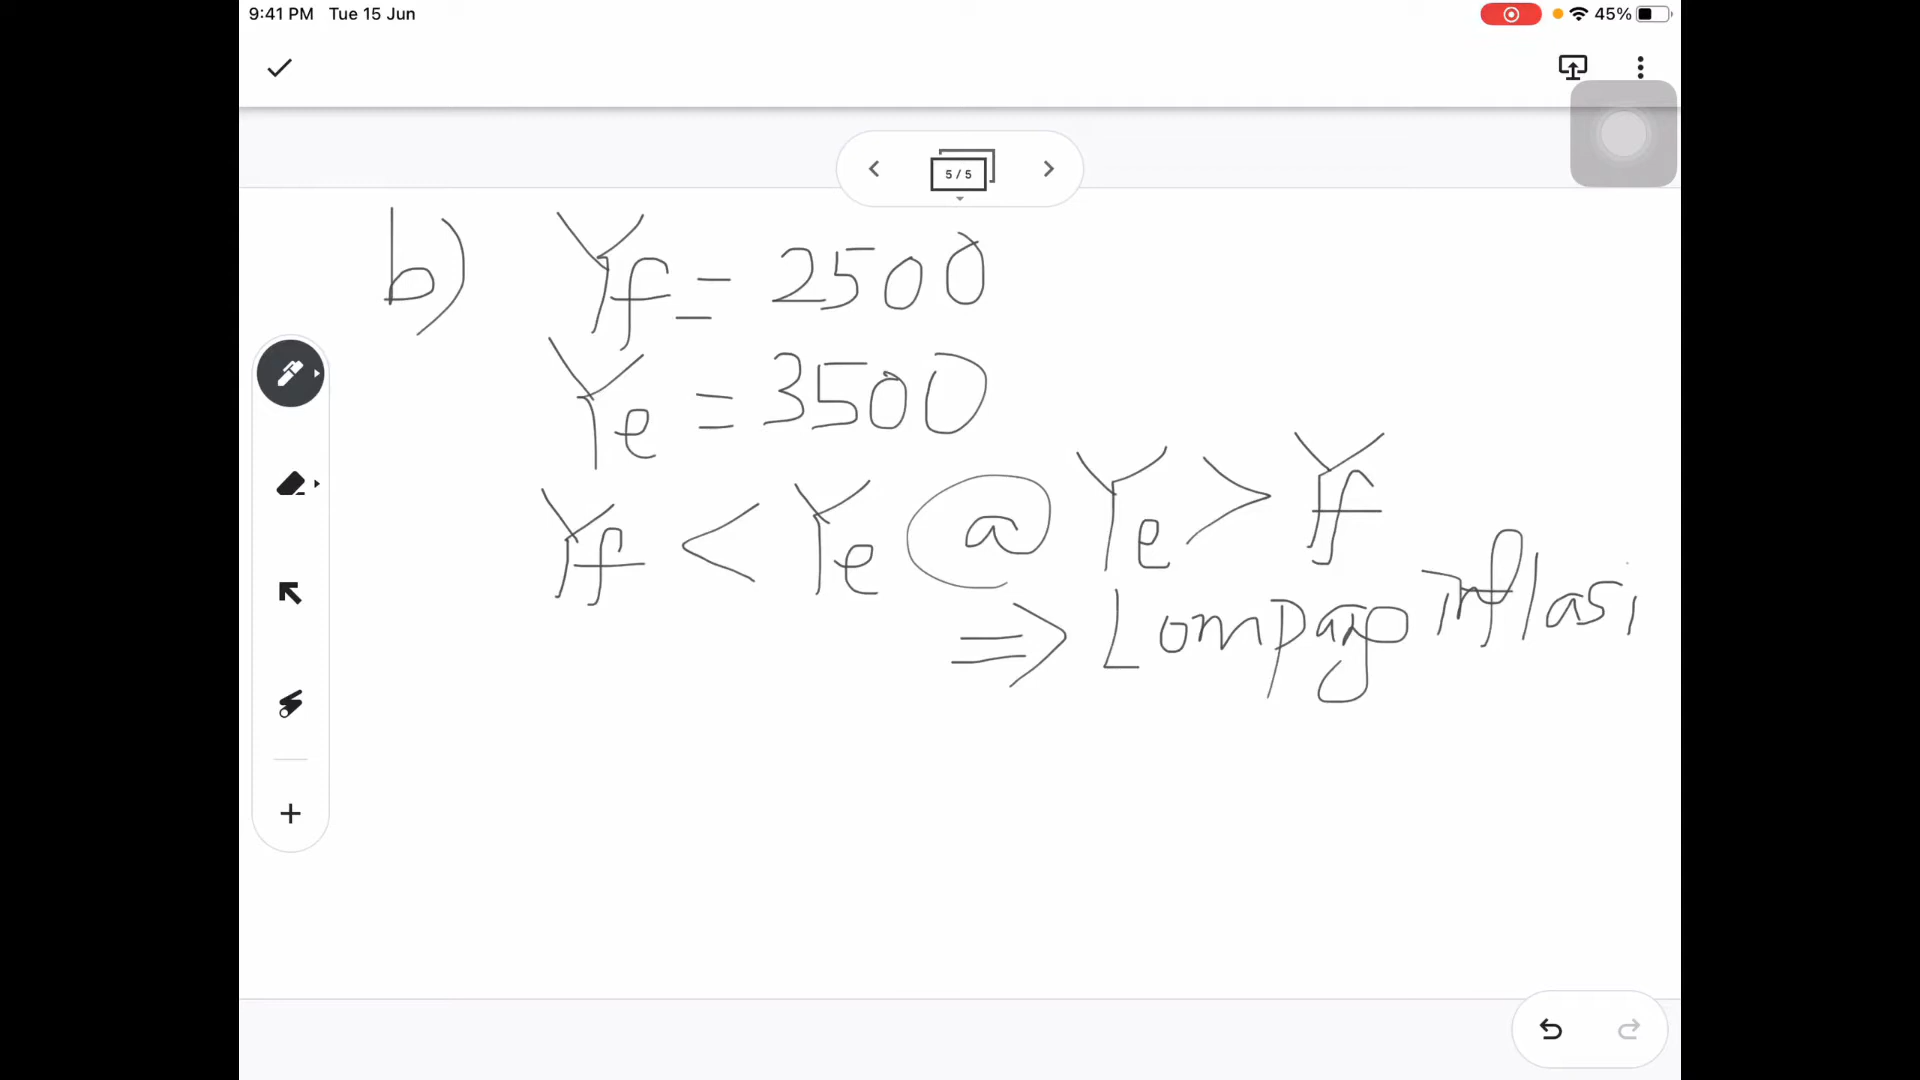 9:41 PM Tue 15 Jun
45%
5 / 5
b) Yf = 2500
Ye = 3500
Yf < Ye @ Ye > Yf
⇒ Lompang inflasi